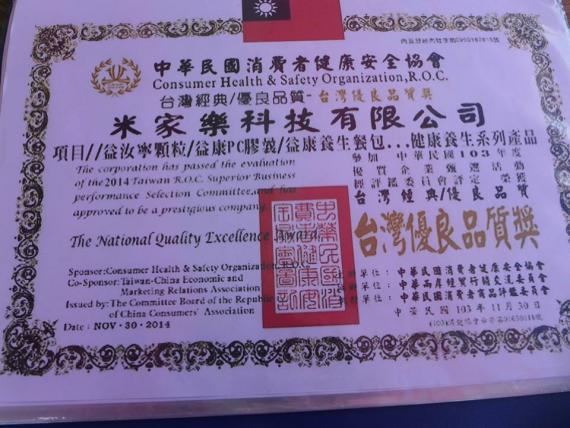 中華民國消費者健康安全協會
Consumer Health & Safety Organization,R.O.C.
台灣經典/優良品質-台灣優良品質獎
米家樂科技有限公司
項目//益汝寧顆粒/益康PC膠囊/益康養生餐包...健康養生系列產品
The corporation has passed the evaluation
of the 2014 Taiwan R.O.C. Superior Business
performance Selection Committee,and has
approved to be a prestigious company.
參加 中華民國103年度
優質企業甄選活動
經評鑑委員會評定 榮獲
台灣經典/優良品質
台灣優良品質獎
The National Quality Excellence Award
Sponsor:Consumer Health & Safety Organization,R.O.C
Co-Sponsor:Taiwan-China Economic and
Marketing Relations Association
Issued by:The Committee Board of the Republic
of China Consumers' Association
Date：NOV·30·2014
單位：中華民國消費者健康安全協會
單位：中華兩岸經貿行銷交流委員會
單位：中華民國消費者商品評鑑委員會
中華民國 103 年 11 月 30 日